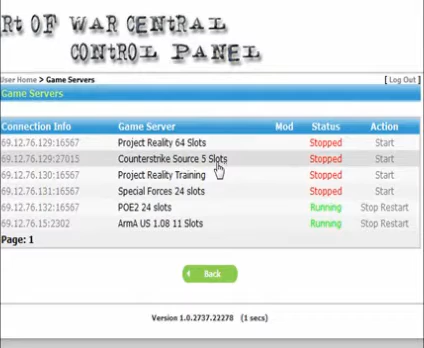 Rt OF WAR CENtRAL
CONtROL PANEL
User Home > Game Servers [ Log Out ]
Game Servers
Connection Info Game Server Mod Status Action
69.12.76.129:16567 Project Reality 64 Slots Stopped Start
69.12.76.129:27015 Counterstrike Source 5 Slots Stopped Start
69.12.76.130:16567 Project Reality Training Stopped Start
69.12.76.131:16567 Special Forces 24 slots Stopped Start
69.12.76.132:16567 POE2 24 slots Running Stop Restart
69.12.76.15:2302 ArmA US 1.08 11 Slots Running Stop Restart
Page: 1
Back
Version 1.0.2737.22278 (1 secs)